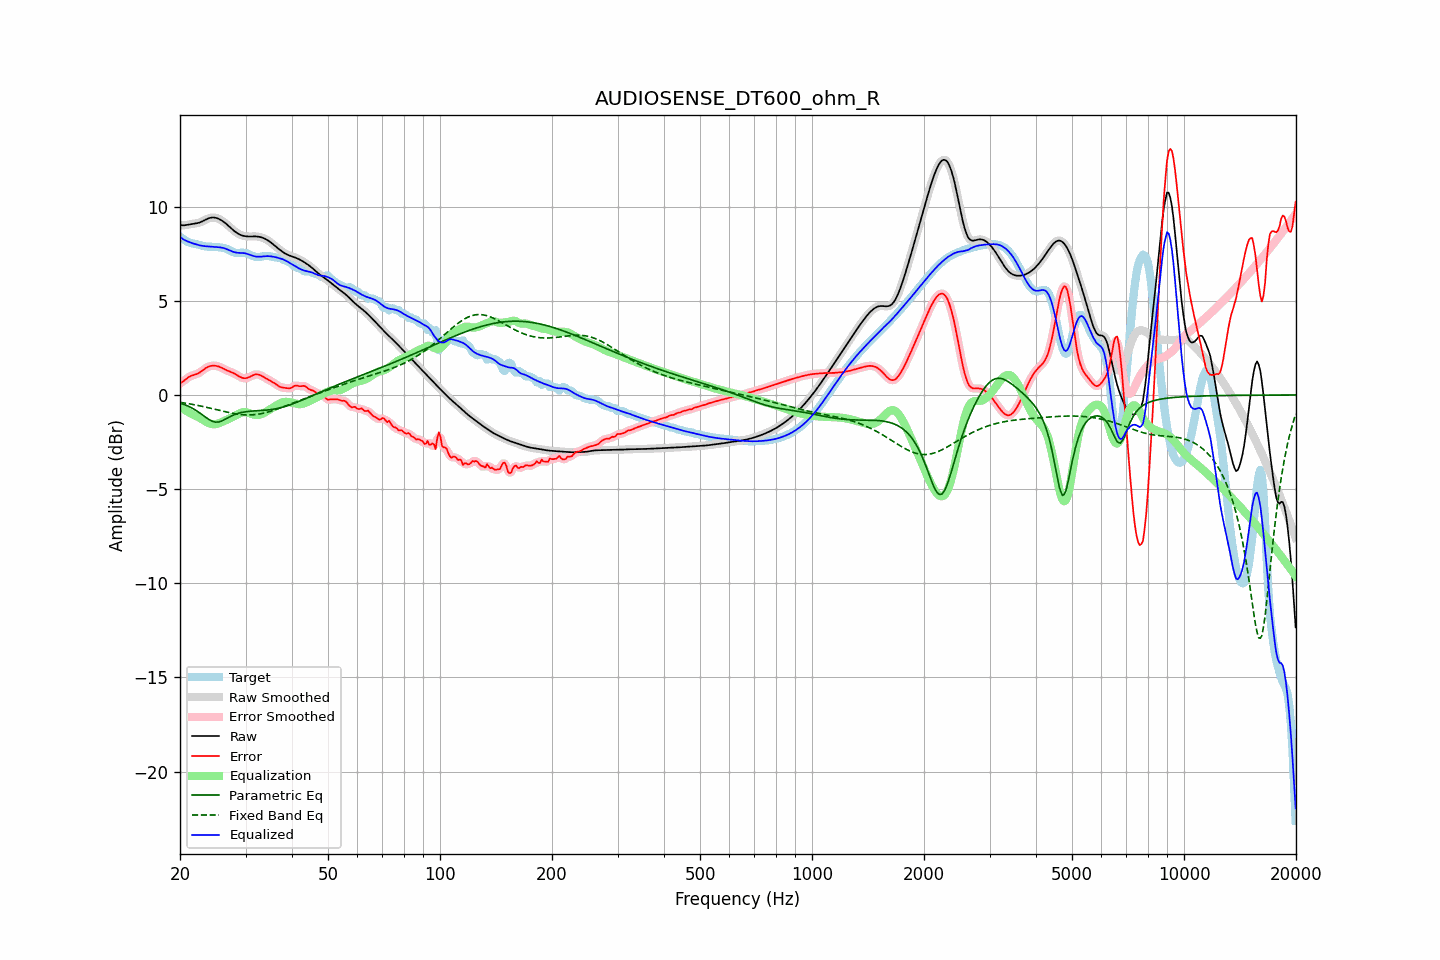 AUDIOSENSE_DT600_ohm_R
Amplitude (dBr)
10
5
0
−5
−10
−15
−20
Target
Raw Smoothed
Error Smoothed
Raw
Error
Equalization
Parametric Eq
Fixed Band Eq
Equalized
20 50 100 200 500 1000 2000 5000 10000 20000
Frequency (Hz)